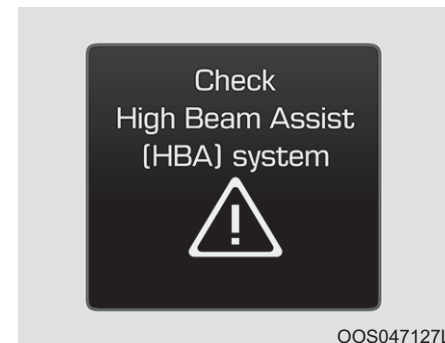 Check
High Beam Assist
(HBA) system
!
OOS047127L